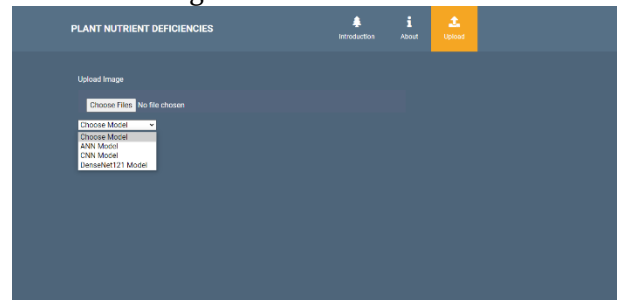 PLANT NUTRIENT DEFICIENCIES
Introduction
About
Upload
Upload Image
Choose Files No file chosen
Choose Model
Choose Model
ANN Model
CNN Model
DenseNet121 Model